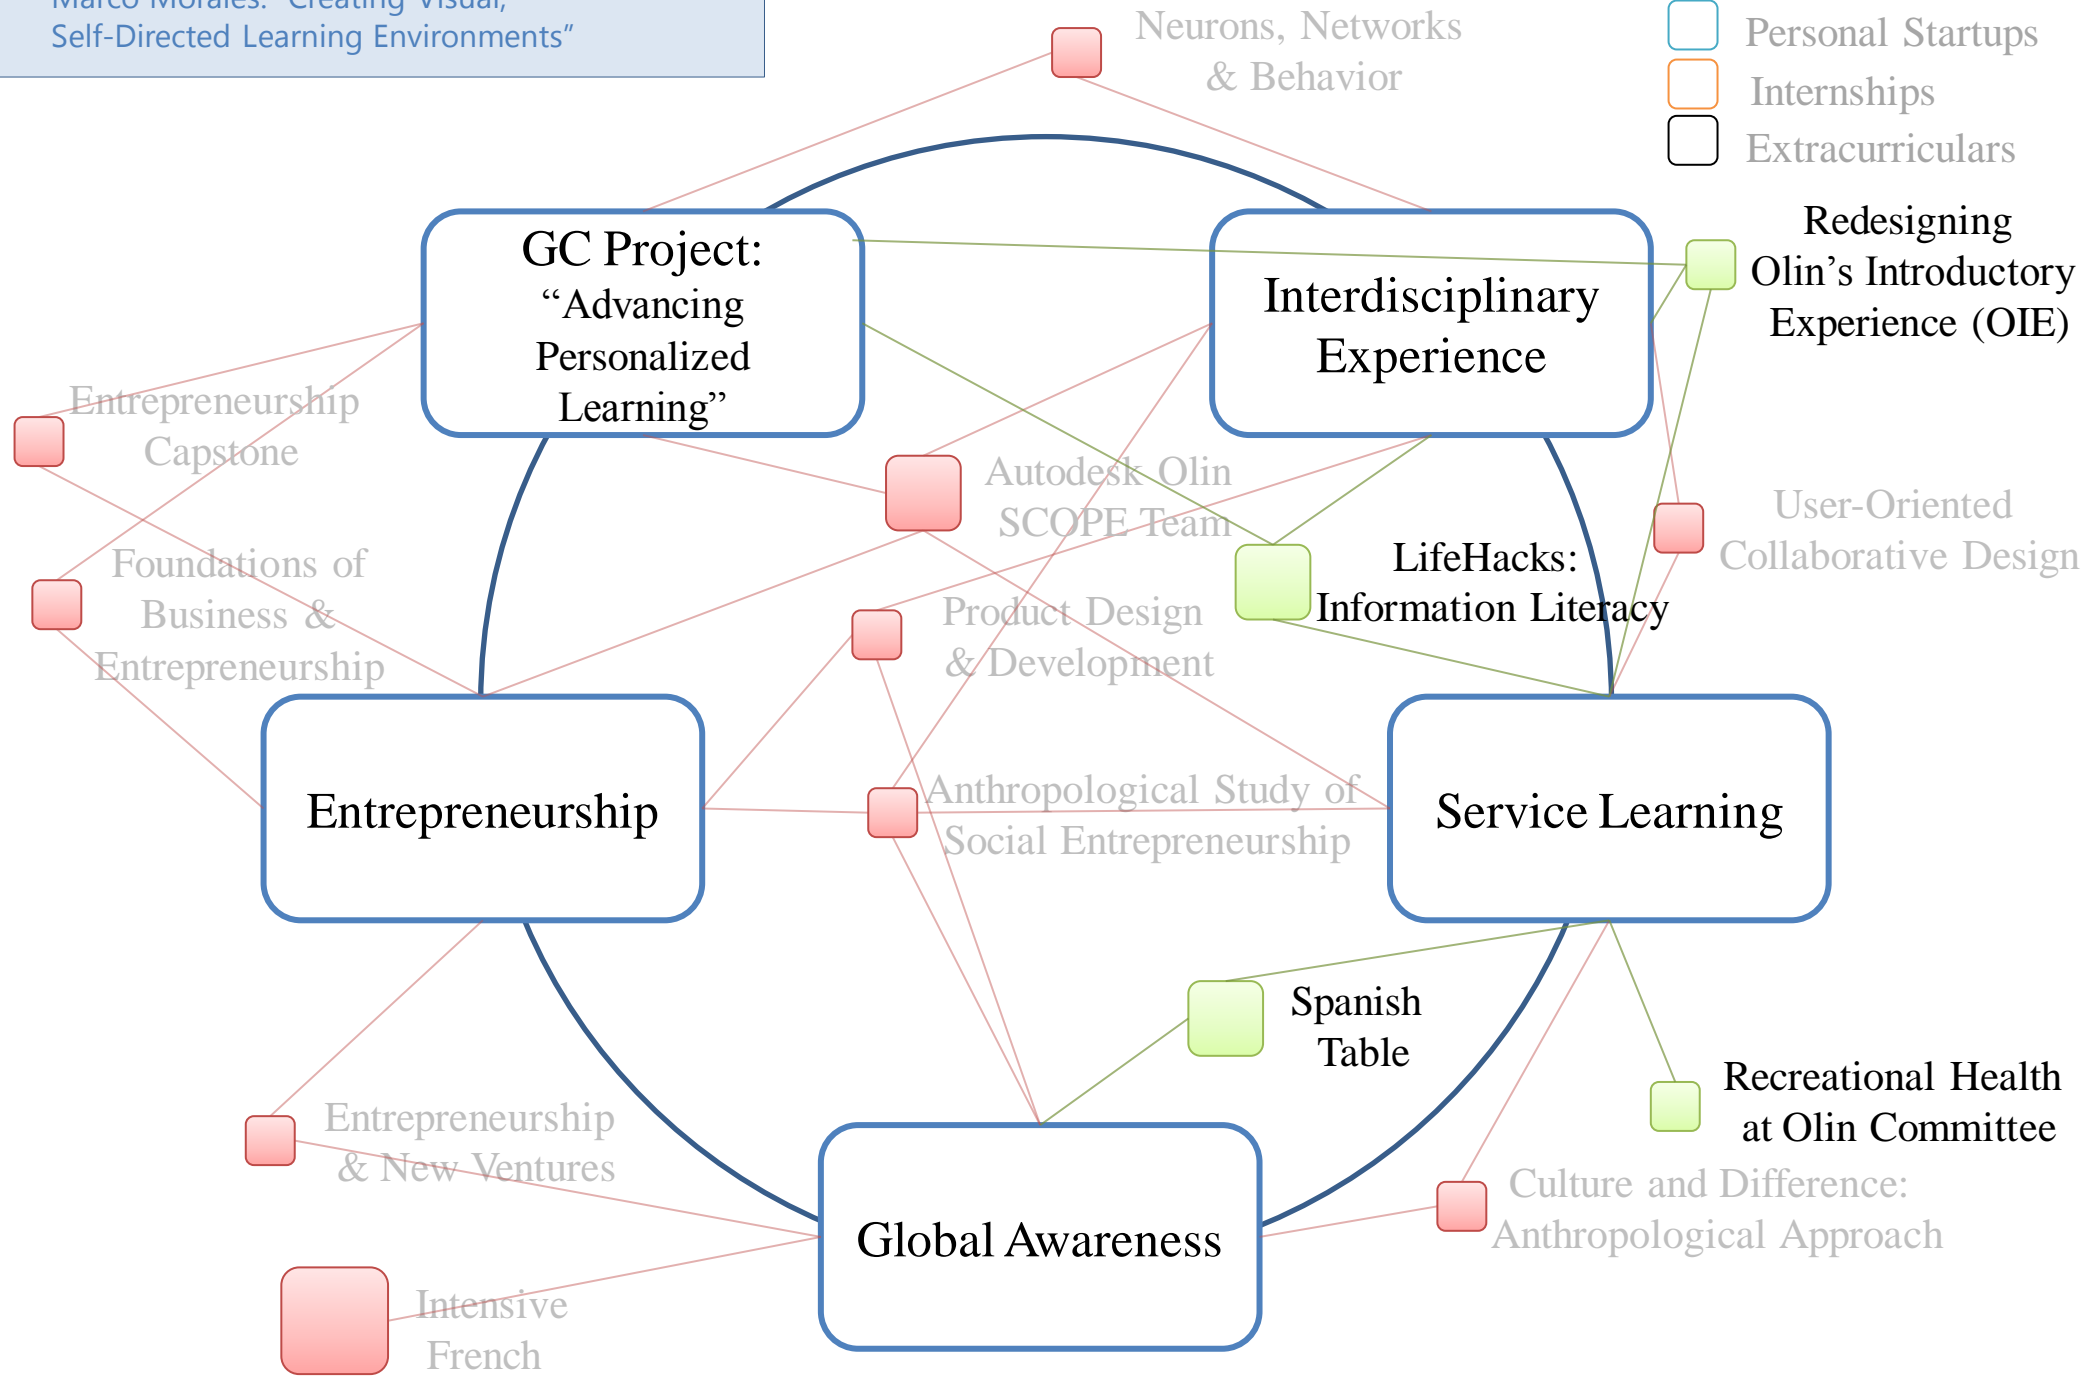 Marco Morales: “Creating Visual,
Self-Directed Learning Environments”
Neurons, Networks
& Behavior
Personal Startups
Internships
Extracurriculars
Redesigning
Olin’s Introductory
Experience (OIE)
GC Project:
“Advancing
Personalized
Learning”
Interdisciplinary
Experience
Entrepreneurship
Capstone
Autodesk Olin
SCOPE Team
User-Oriented
Collaborative Design
LifeHacks:
Information Literacy
Foundations of
Business &
Entrepreneurship
Product Design
& Development
Entrepreneurship
Anthropological Study of
Social Entrepreneurship
Service Learning
Spanish
Table
Recreational Health
at Olin Committee
Entrepreneurship
& New Ventures
Global Awareness
Culture and Difference:
Anthropological Approach
Intensive
French